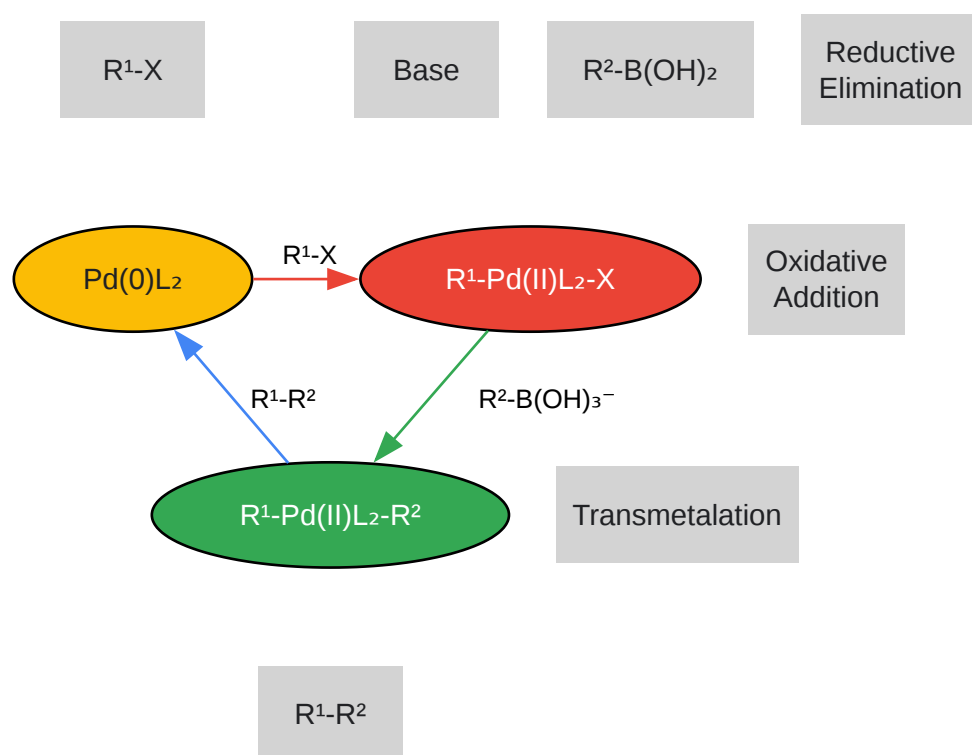 R¹-X
Base
R²-B(OH)₂
Reductive
Elimination
Pd(0)L₂
R¹-X
R¹-Pd(II)L₂-X
Oxidative
Addition
R¹-R²
R²-B(OH)₃⁻
R¹-Pd(II)L₂-R²
Transmetalation
R¹-R²